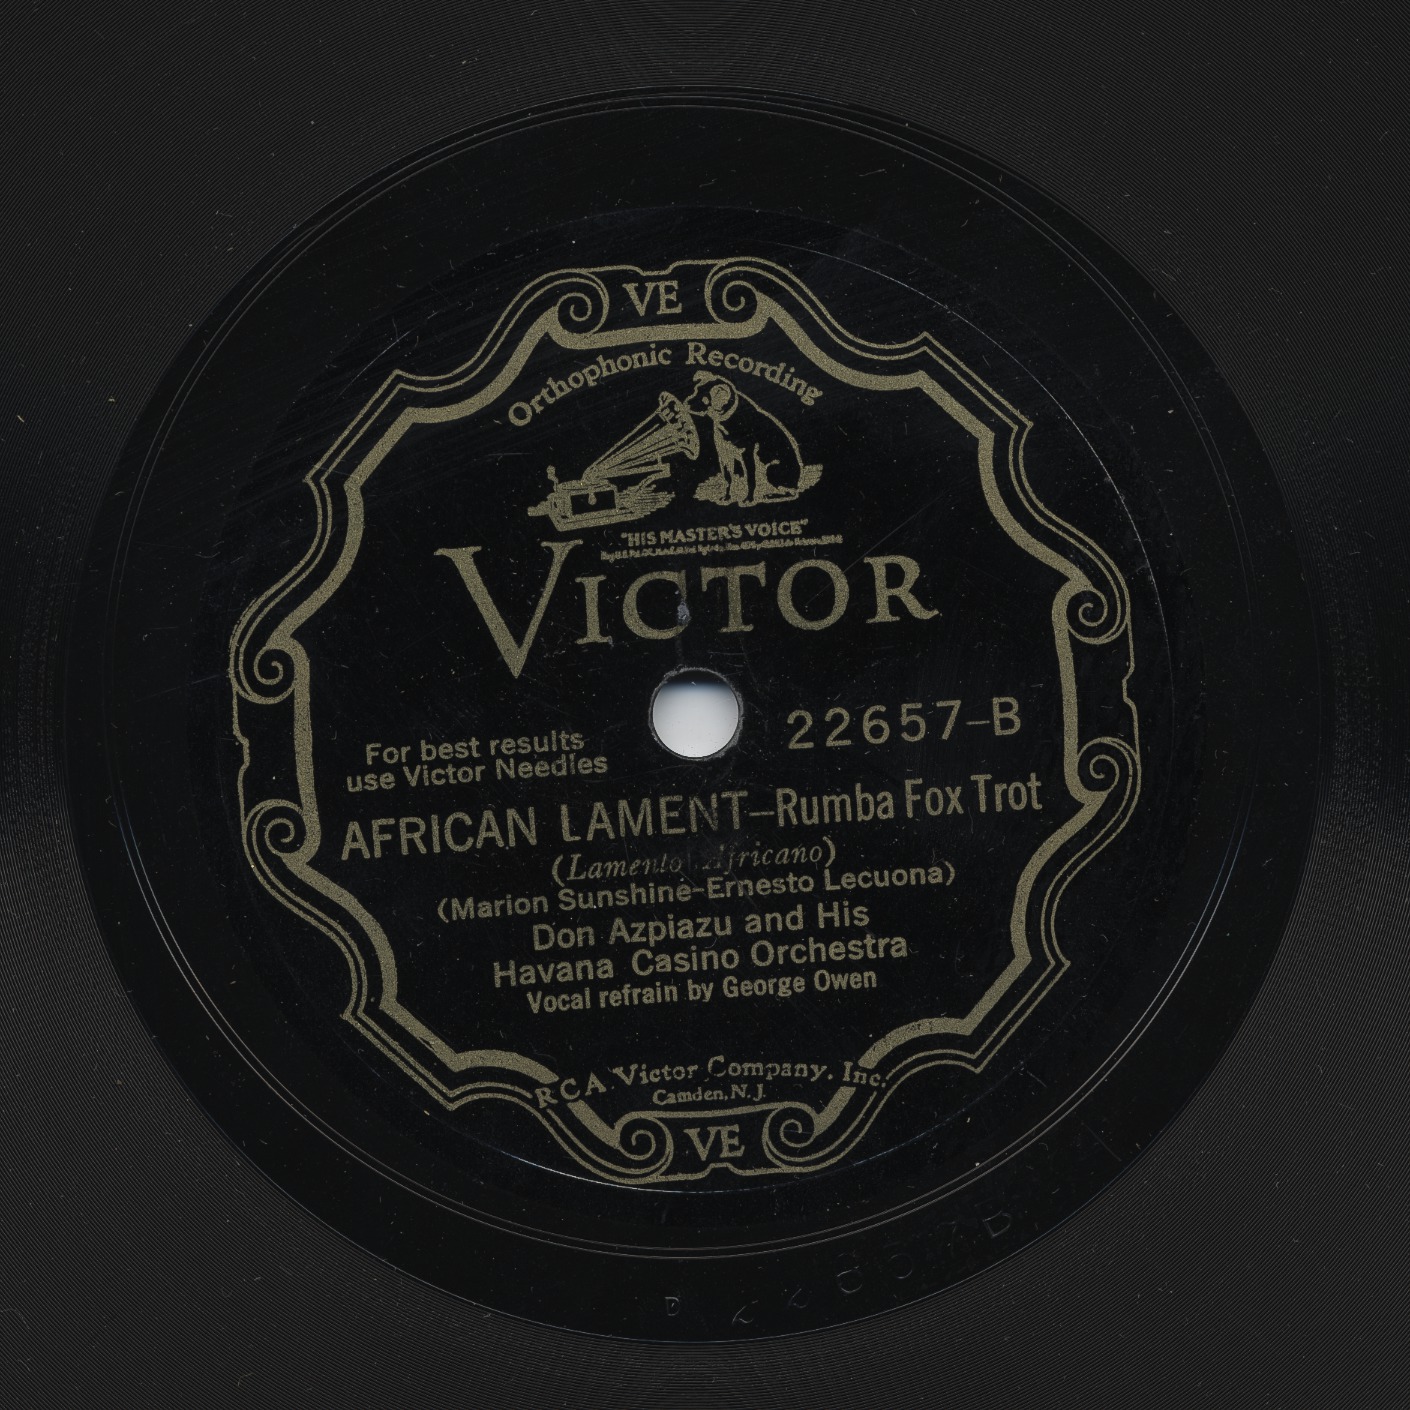 VE
Orthophonic Recording
"HIS MASTER'S VOICE"
VICTOR
22657-B
For best results
use Victor Needles
AFRICAN LAMENT-Rumba Fox Trot
(Lamento Africano)
(Marion Sunshine-Ernesto Lecuona)
Don Azpiazu and His
Havana Casino Orchestra
Vocal refrain by George Owen
RCA Victor Company, Inc.
Camden, N. J.
VE
D 22657 B